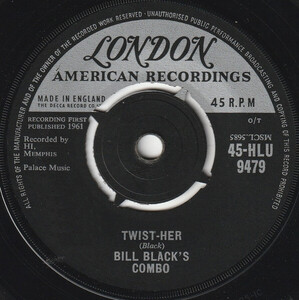 ALL RIGHTS OF THE MANUFACTURER AND OF THE OWNER OF THE RECORDED WORK RESERVED UNAUTHORISED PUBLIC PERFORMANCE BROADCASTING AND COPYING OF THIS RECORD PROHIBITED
LONDON
AMERICAN RECORDINGS
MADE IN ENGLAND
THE DECCA RECORD CO
45 R.P.M
RECORDING FIRST
PUBLISHED 1961
O/T
MSCL.5685
Recorded by
HI,
MEMPHIS
45-HLU
9479
Palace Music
TWIST-HER
(Black)
BILL BLACK'S
COMBO